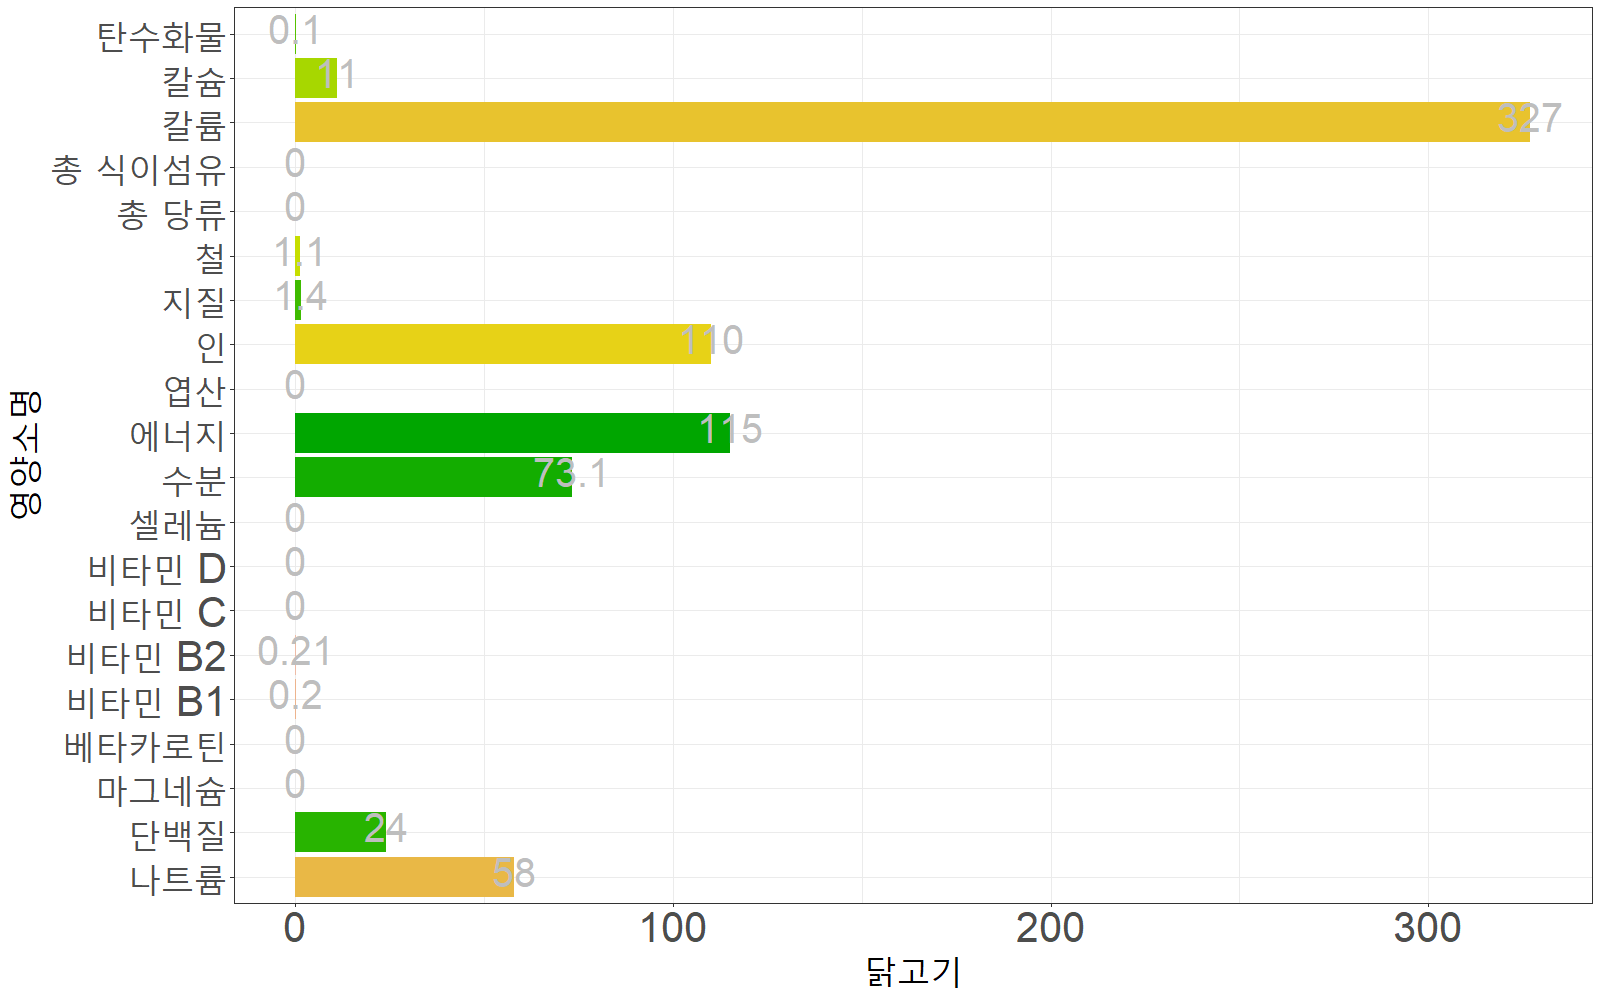 탄수화물 0.1
칼슘 11
칼륨 327
총 식이섬유 0
총 당류 0
철 1.1
지질 1.4
인 110
엽산 0
에너지 115
수분 73.1
셀레늄 0
비타민 D 0
비타민 C 0
비타민 B2 0.21
비타민 B1 0.2
베타카로틴 0
마그네슘 0
단백질 24
나트륨 58
영양소명
0 100 200 300
닭고기